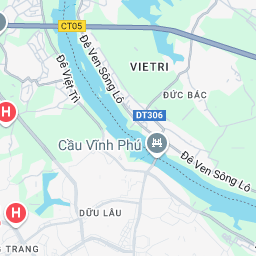 CT05
Đê Ven Sông Lô
VIETRI
Đê Việt Trì
ĐỨC BÁC
H
DT306
Cầu Vĩnh Phú
Đê Ven Sông Lô
H
DỮU LÂU
TRANG